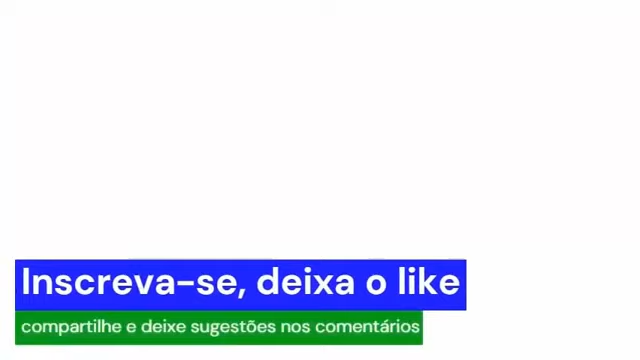 Inscreva-se, deixa o like
compartilhe e deixe sugestões nos comentários